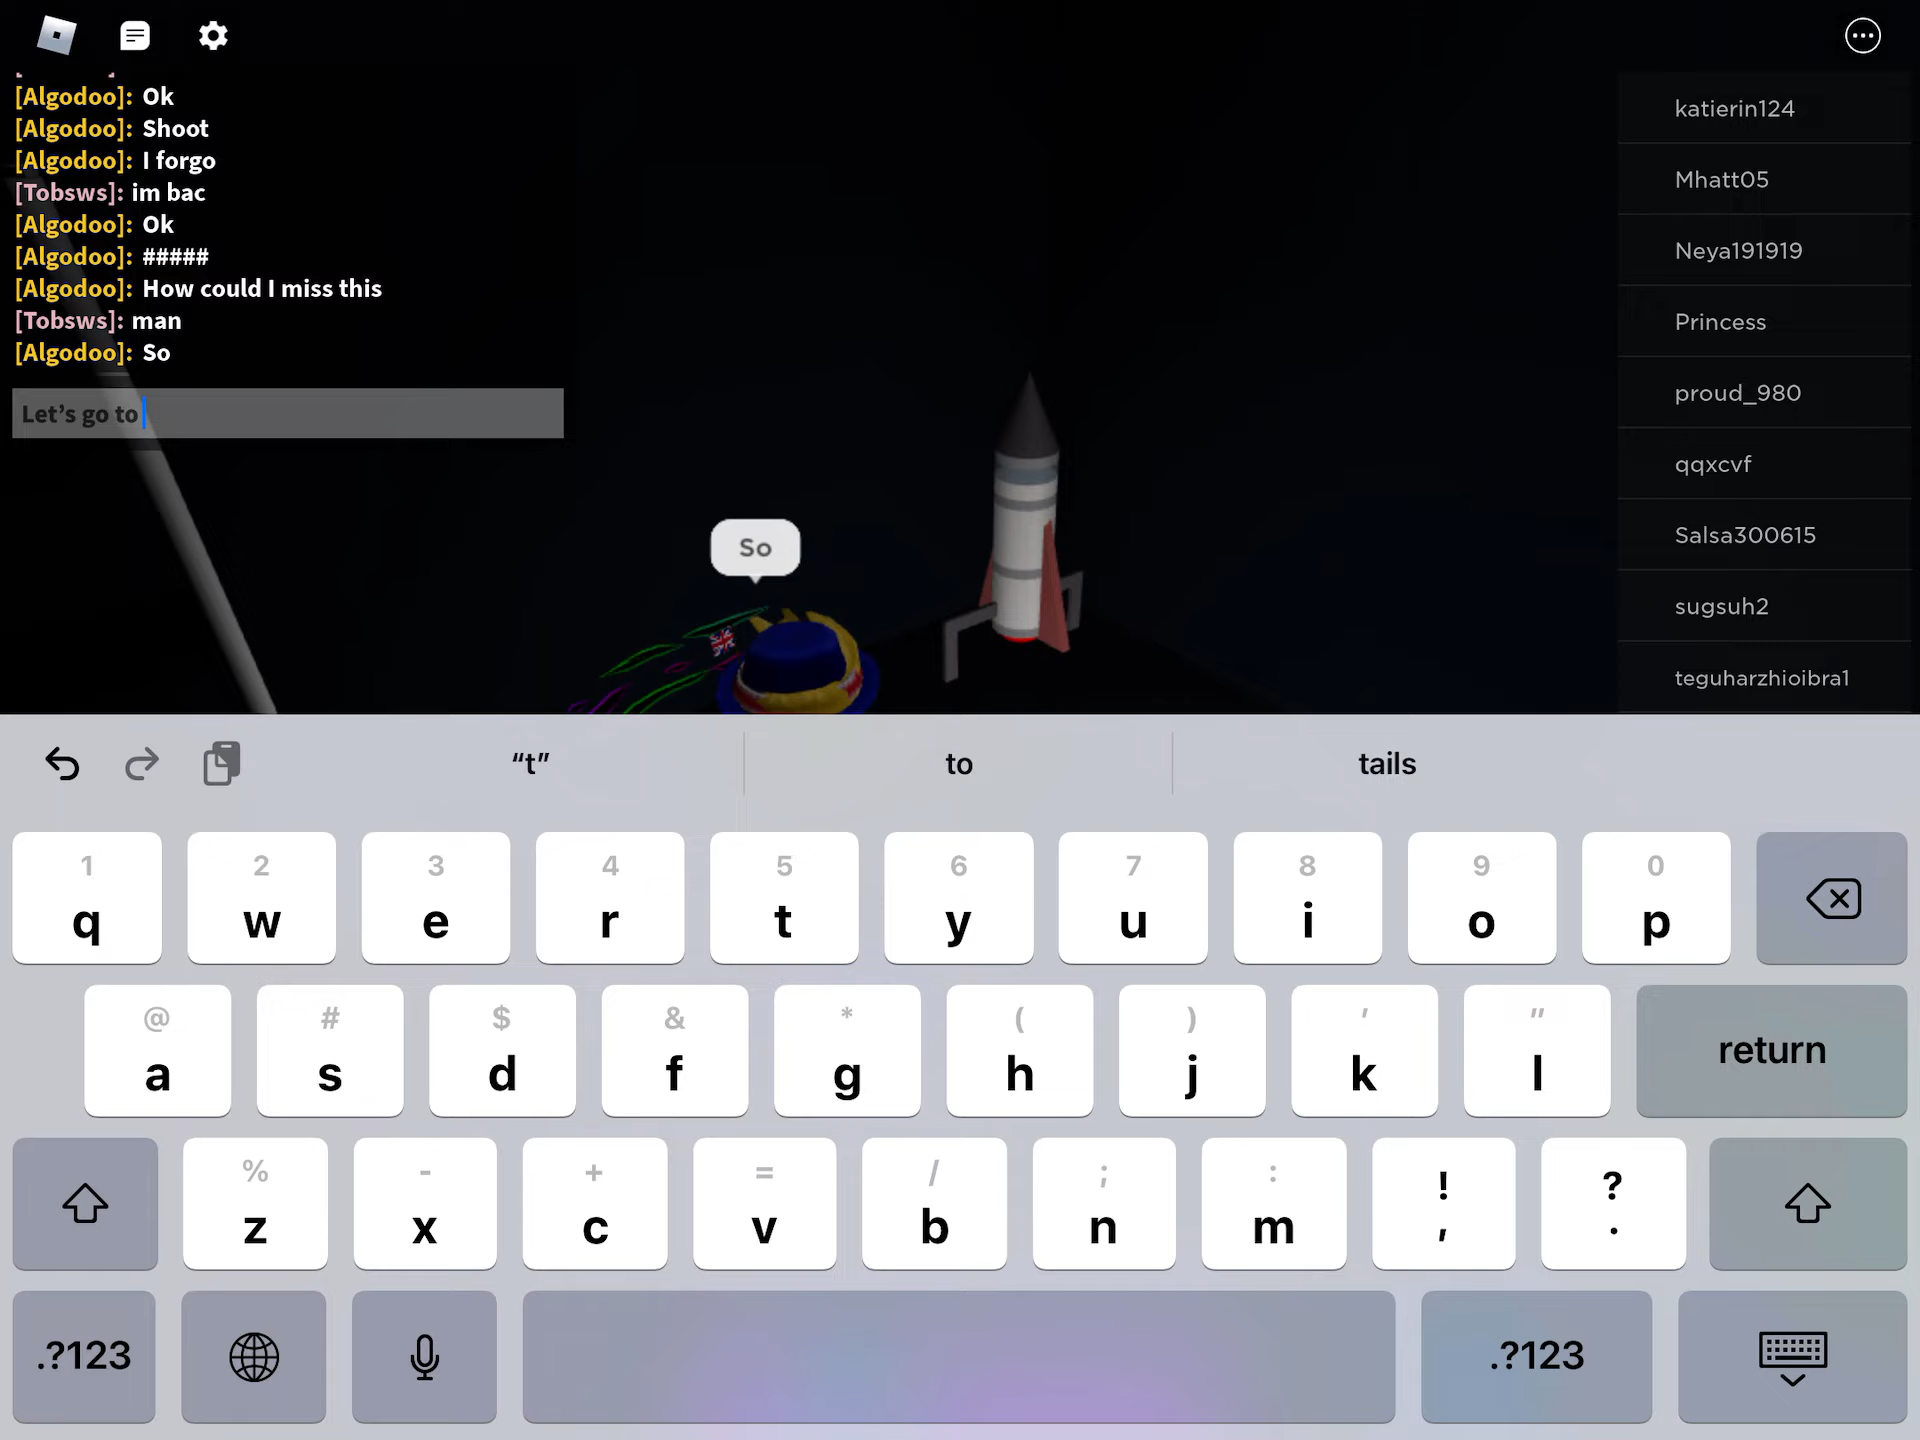 [Algodoo]: Ok
[Algodoo]: Shoot
[Algodoo]: I forgo
[Tobsws]: im bac
[Algodoo]: Ok
[Algodoo]: #####
[Algodoo]: How could I miss this
[Tobsws]: man
[Algodoo]: So
Let’s go to
So
katierin124
Mhatt05
Neya191919
Princess
proud_980
qqxcvf
Salsa300615
sugsuh2
teguharzhioibra1
“t” to tails
1 2 3 4 5 6 7 8 9 0
q w e r t y u i o p
@ # $ & * ( ) ' "
a s d f g h j k l return
% - + = / ; : ! ?
z x c v b n m , .
.?123 .?123